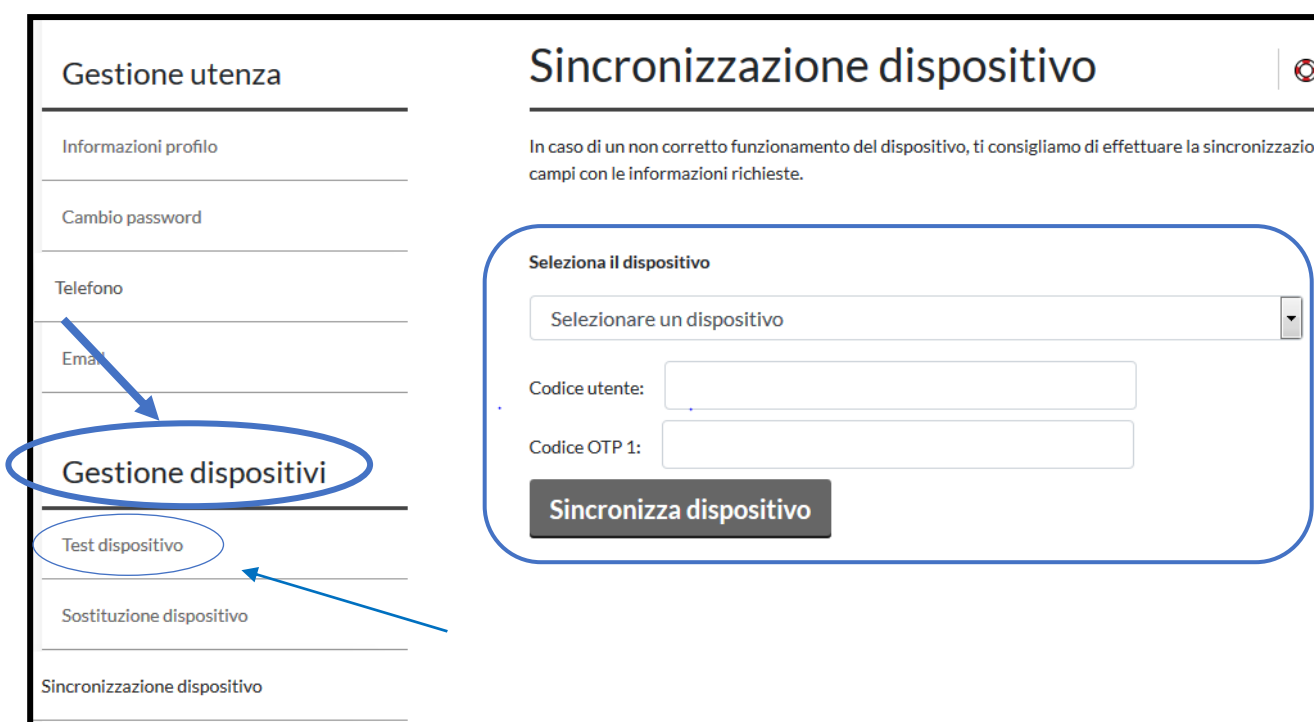 Gestione utenza
Informazioni profilo
Cambio password
Telefono
Email
Gestione dispositivi
Test dispositivo
Sostituzione dispositivo
Sincronizzazione dispositivo
Sincronizzazione dispositivo
In caso di un non corretto funzionamento del dispositivo, ti consigliamo di effettuare la sincronizzazio
campi con le informazioni richieste.
Seleziona il dispositivo
Selezionare un dispositivo
Codice utente:
Codice OTP 1:
Sincronizza dispositivo